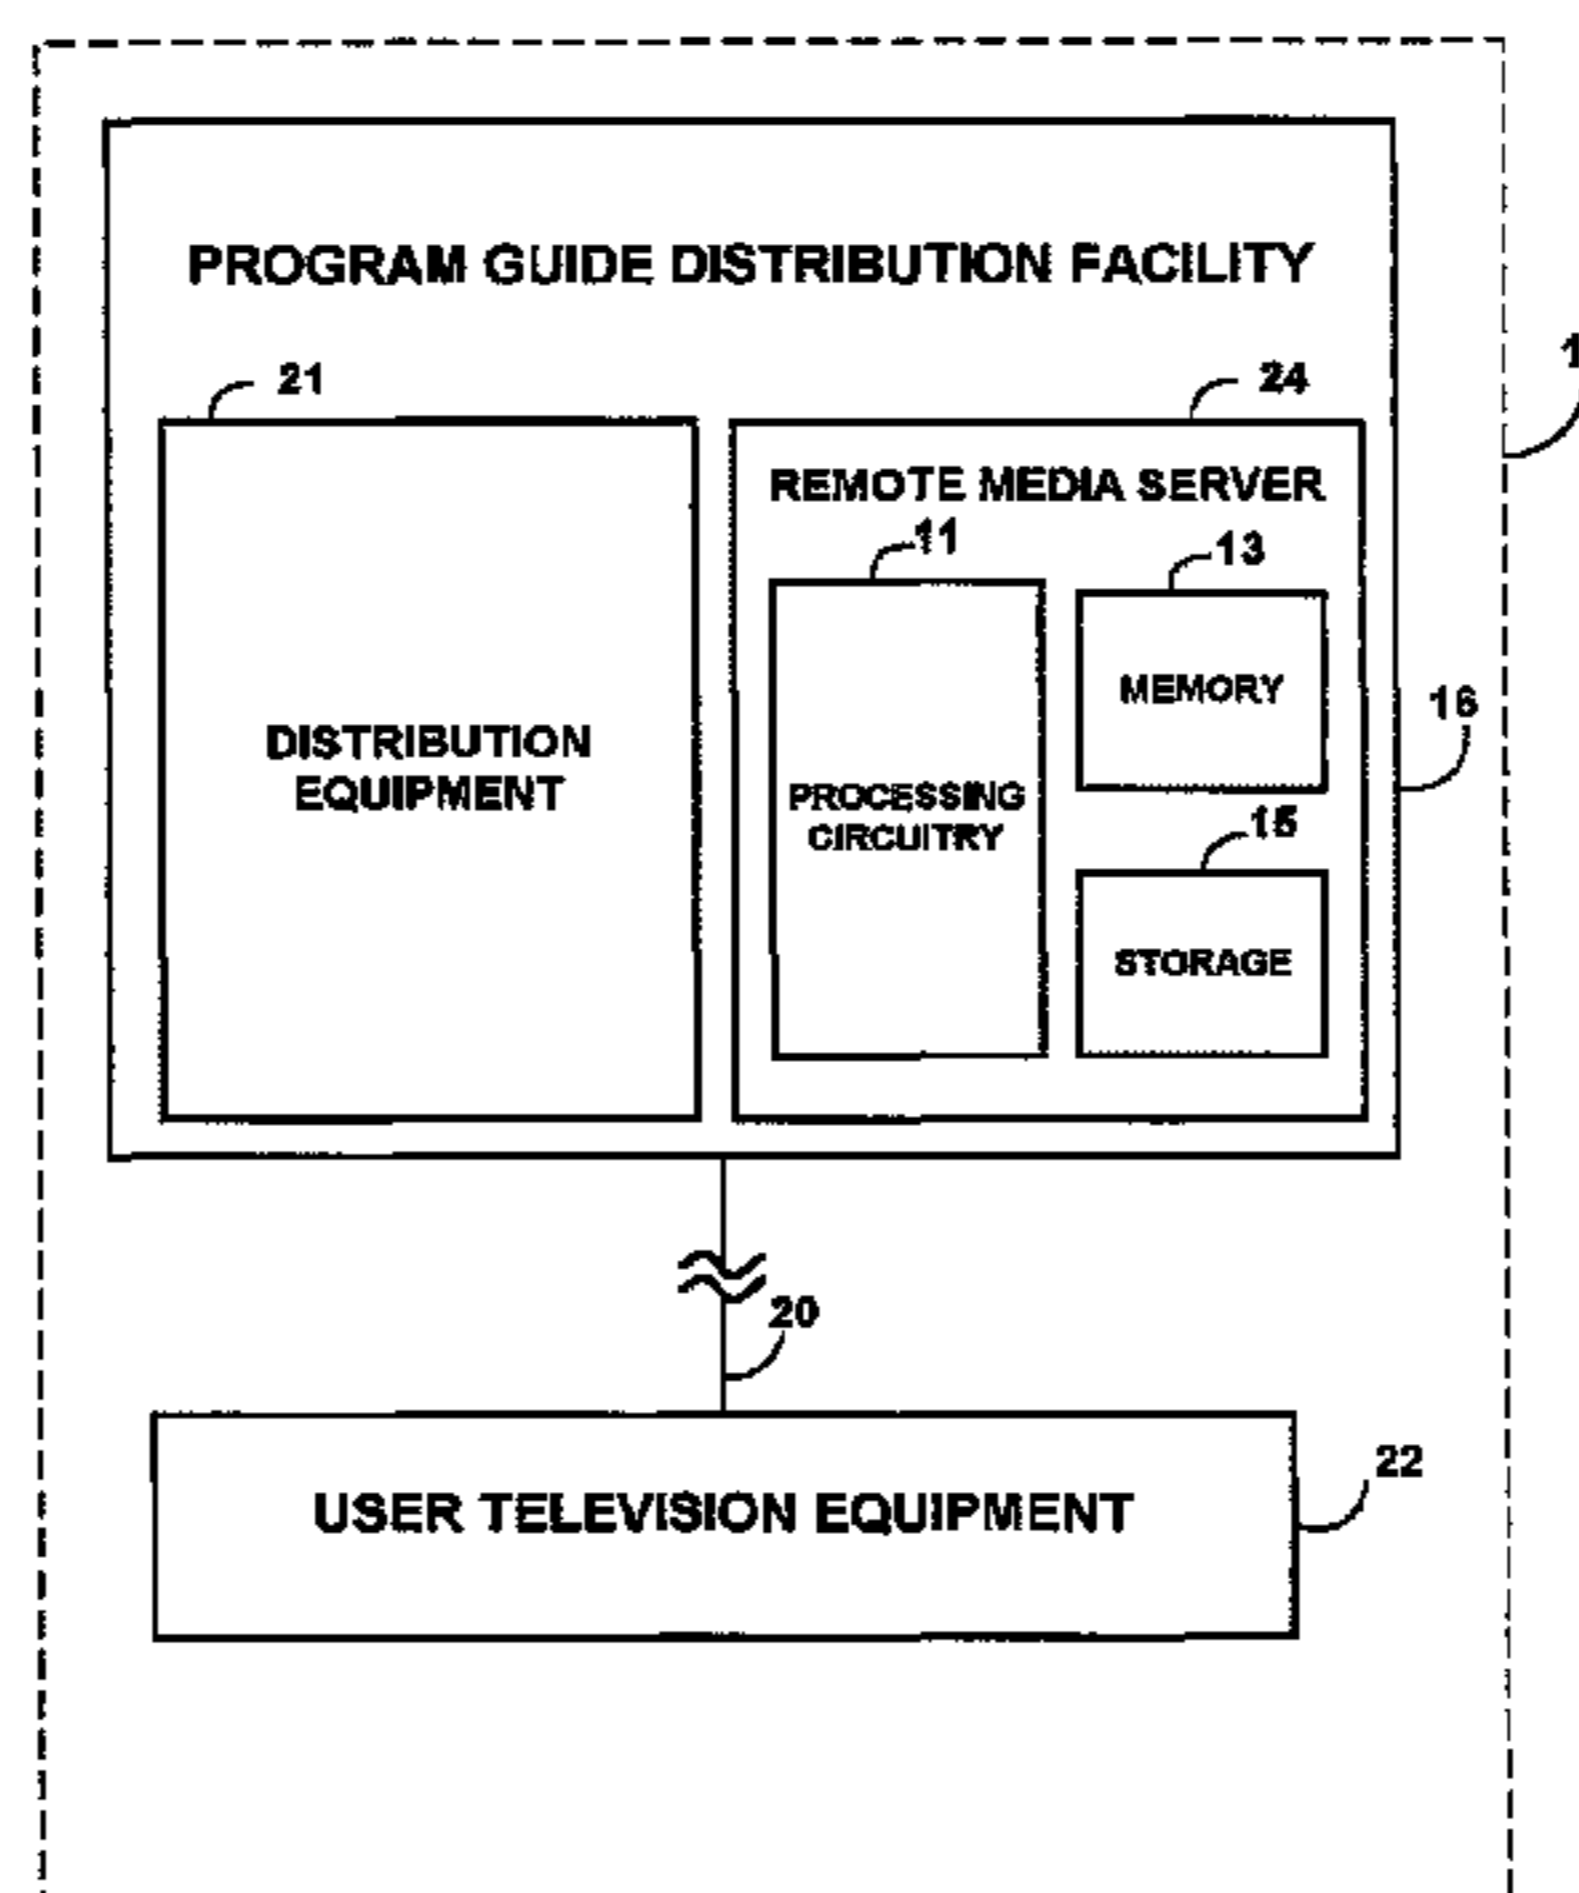 PROGRAM GUIDE DISTRIBUTION FACILITY
21
24
REMOTE MEDIA SERVER
11
13
MEMORY
16
DISTRIBUTION
EQUIPMENT
PROCESSING
CIRCUITRY
15
STORAGE
20
USER TELEVISION EQUIPMENT
22